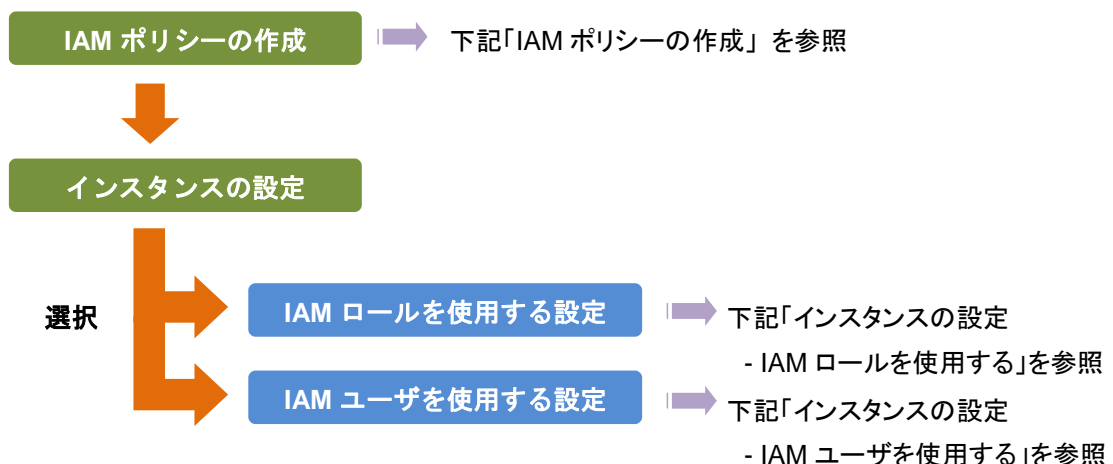 IAM ポリシーの作成
下記「IAM ポリシーの作成」を参照
インスタンスの設定
選択
IAM ロールを使用する設定
下記「インスタンスの設定
- IAM ロールを使用する」を参照
IAM ユーザを使用する設定
下記「インスタンスの設定
- IAM ユーザを使用する」を参照